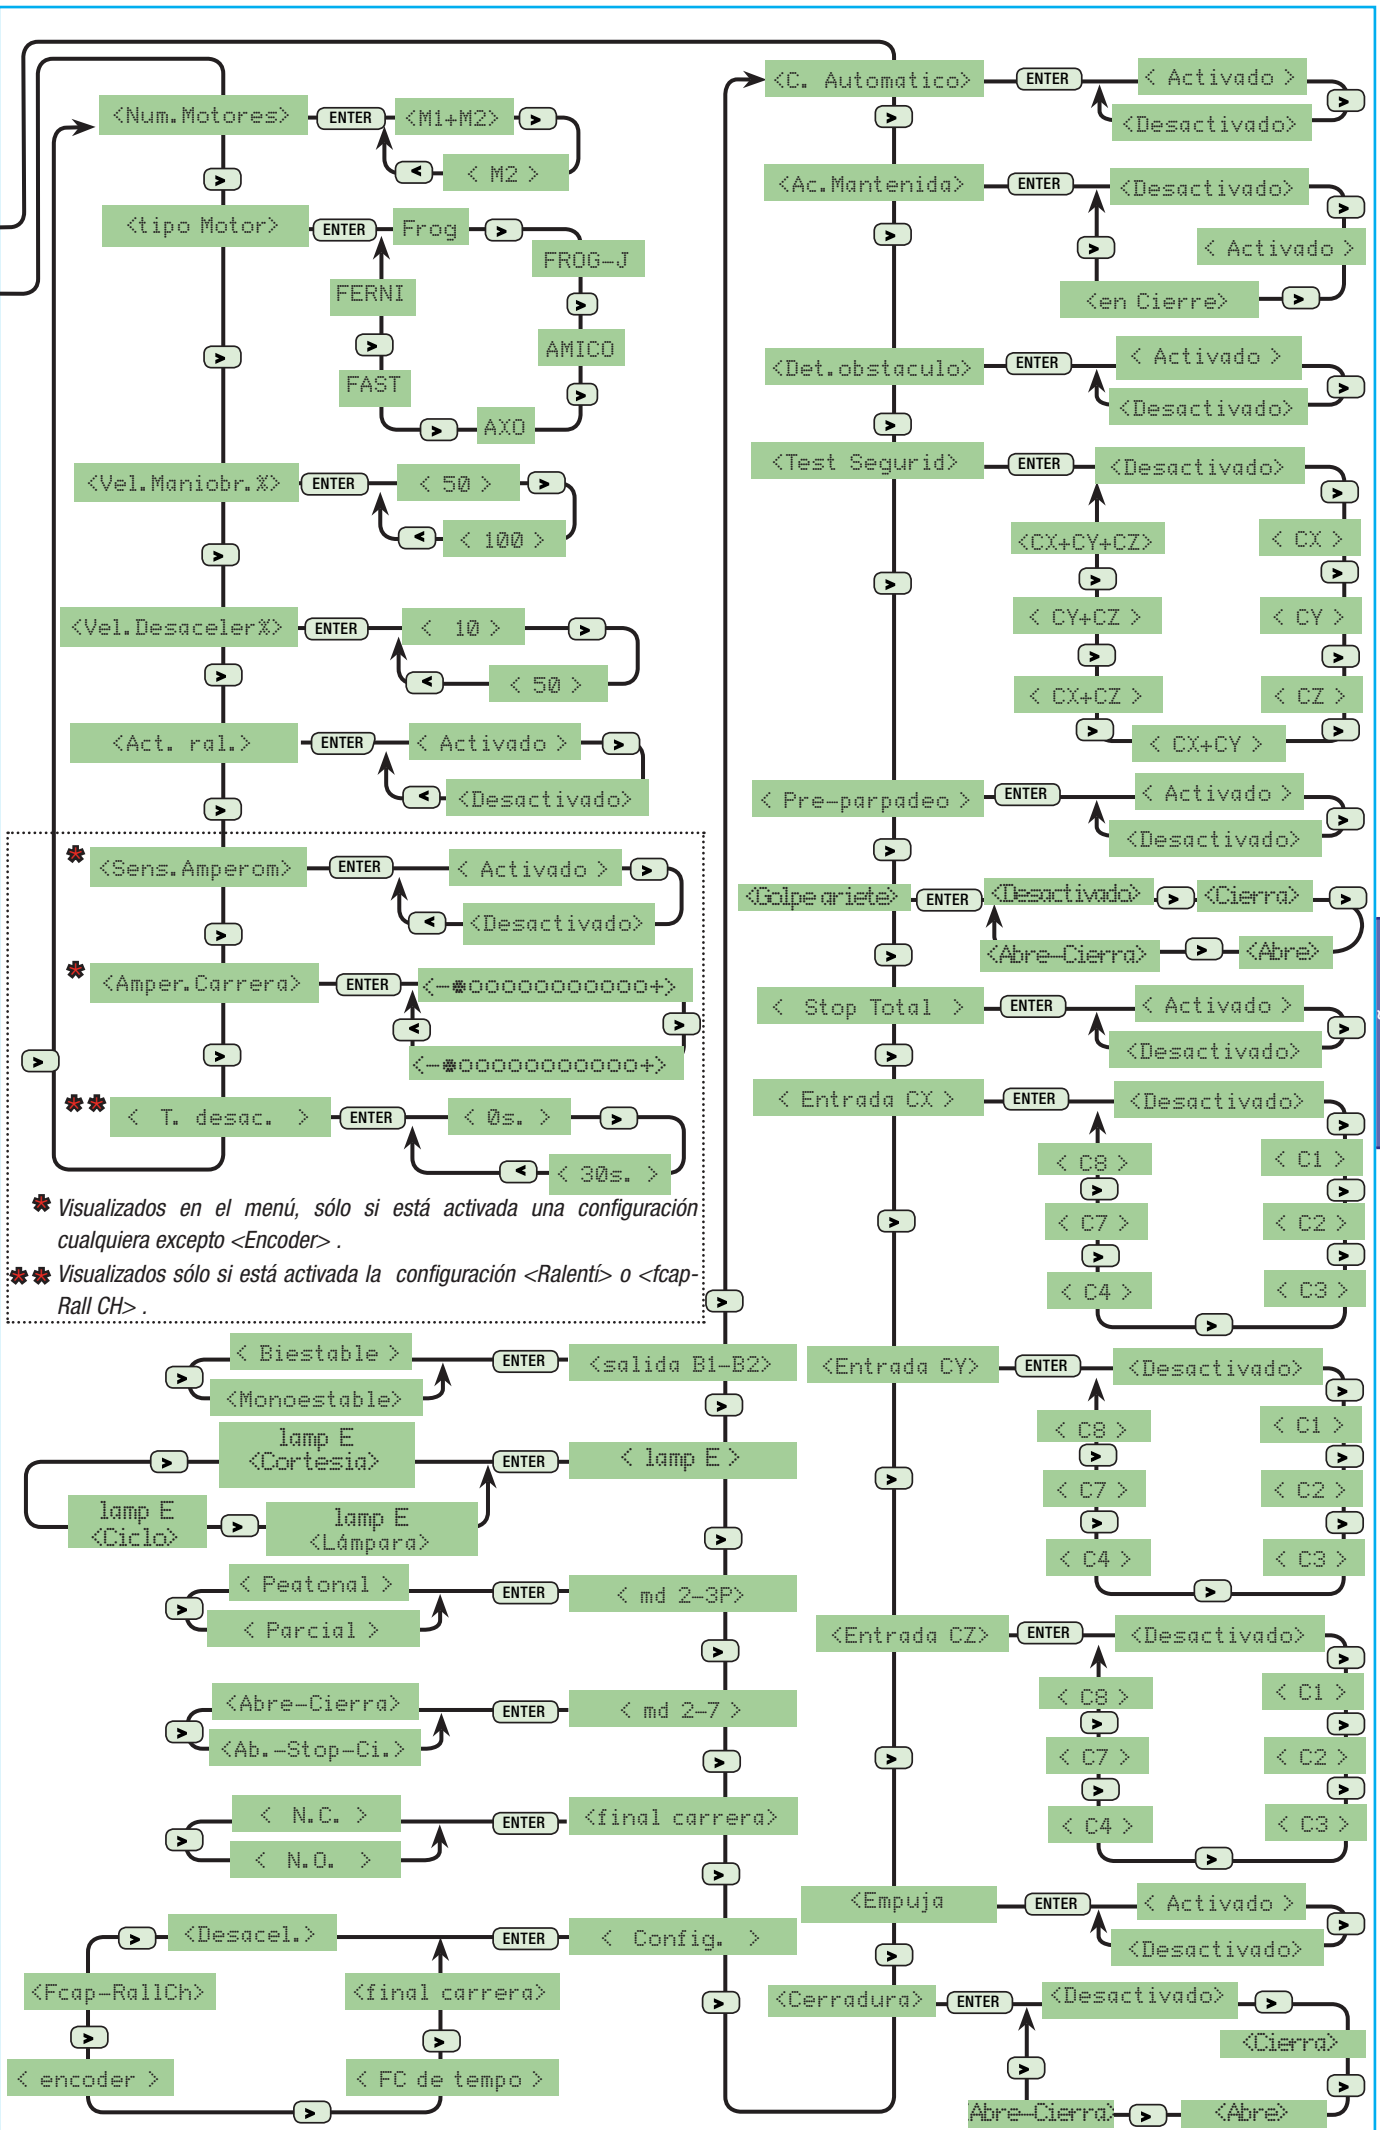 <Num.Motores>
ENTER
<M1+M2>
>
<
< M2 >
>
<tipo Motor>
ENTER
Frog
>
FROG-J
>
AMICO
>
AXO
>
FAST
>
FERNI
>
<Vel.Maniobr.%>
ENTER
< 50 >
>
<
< 100 >
>
<Vel.Desaceler%>
ENTER
< 10 >
>
<
< 50 >
>
<Act. ral.>
ENTER
< Activado >
>
<
<Desactivado>
>
<Sens.Amperom>
ENTER
< Activado >
>
<
<Desactivado>
>
<Amper.Carrera>
ENTER
<-*ooooooooooo+>
>
<
<-*ooooooooooo+>
>
>
< T. desac. >
ENTER
< 0s. >
>
<
< 30s. >
Visualizados en el menú, sólo si está activada una configuración
cualquiera excepto <Encoder> .
Visualizados sólo si está activada la configuración <Ralentí> o <fcap-
Rall CH> .
>
<salida B1-B2>
ENTER
< Biestable >
>
<Monoestable>
>
< lamp E >
ENTER
lamp E
<Cortesia>
>
lamp E
<Ciclo>
>
lamp E
<Lámpara>
>
< md 2-3P>
ENTER
< Peatonal >
>
< Parcial >
>
< md 2-7 >
ENTER
<Abre-Cierra>
>
<Ab.-Stop-Ci.>
>
<final carrera>
ENTER
< N.C. >
>
< N.O. >
>
< Config. >
ENTER
<Desacel.>
>
<Fcap-RallCh>
>
< encoder >
>
< FC de tempo >
>
<final carrera>
>
<C. Automatico>
ENTER
< Activado >
>
<Desactivado>
>
<Ac.Mantenida>
ENTER
<Desactivado>
>
< Activado >
>
<en Cierre>
>
>
<Det.obstaculo>
ENTER
< Activado >
>
<Desactivado>
>
<Test Segurid>
ENTER
<Desactivado>
>
< CX >
>
< CY >
>
< CZ >
>
< CX+CY >
>
< CX+CZ >
>
< CY+CZ >
>
<CX+CY+CZ>
>
< Pre-parpadeo >
ENTER
< Activado >
>
<Desactivado>
>
<Golpe ariete>
ENTER
<Desactivado>
>
<Cierra>
>
<Abre>
>
<Abre-Cierra>
>
< Stop Total >
ENTER
< Activado >
>
<Desactivado>
>
< Entrada CX >
ENTER
<Desactivado>
>
< C1 >
>
< C2 >
>
< C3 >
>
< C4 >
>
< C7 >
>
< C8 >
>
<Entrada CY>
ENTER
<Desactivado>
>
< C1 >
>
< C2 >
>
< C3 >
>
< C4 >
>
< C7 >
>
< C8 >
>
<Entrada CZ>
ENTER
<Desactivado>
>
< C1 >
>
< C2 >
>
< C3 >
>
< C4 >
>
< C7 >
>
< C8 >
>
<Empuja
ENTER
< Activado >
>
<Desactivado>
>
<Cerradura>
ENTER
<Desactivado>
>
<Cierra>
>
<Abre>
>
Abre-Cierra>
>